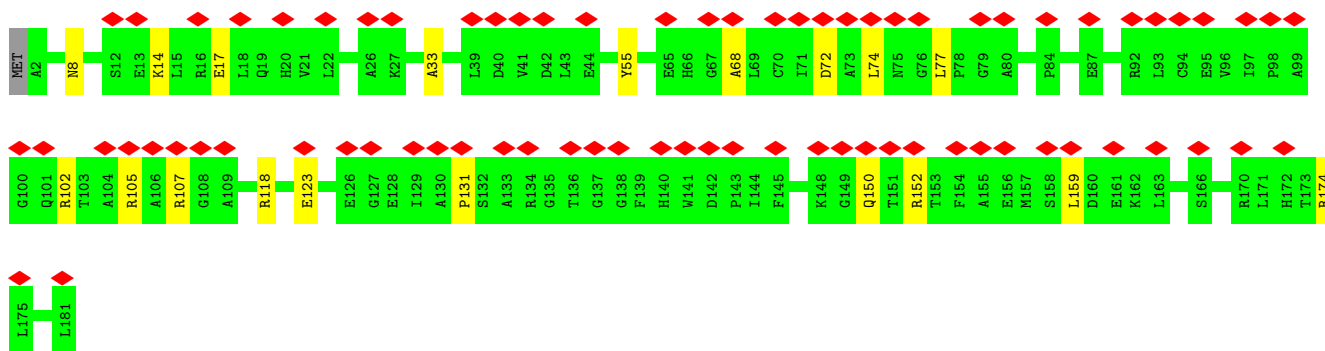 MET A2 N8 S12 E13 K14 L15 R16 E17 L18 Q19 H20 V21 L22 A26 K27 A33 L39 D40 V41 D42 L43 E44 Y55 E65 H66 G67 A68 L69 C70 I71 D72 A73 L74 N75 G76 L77 P78 G79 A80 P84 E87 R92 L93 C94 E95 V96 I97 P98 A99
G100 Q101 R102 T103 A104 R105 A106 R107 G108 A109 R118 E123 E126 G127 E128 I129 A130 P131 S132 A133 R134 G135 T136 G137 G138 F139 H140 W141 D142 P143 I144 F145 K148 G149 Q150 T151 R152 T153 F154 A155 E156 M157 S158 L159 D160 E161 K162 L163 S166 R170 L171 H172 T173 R174
L175 L181